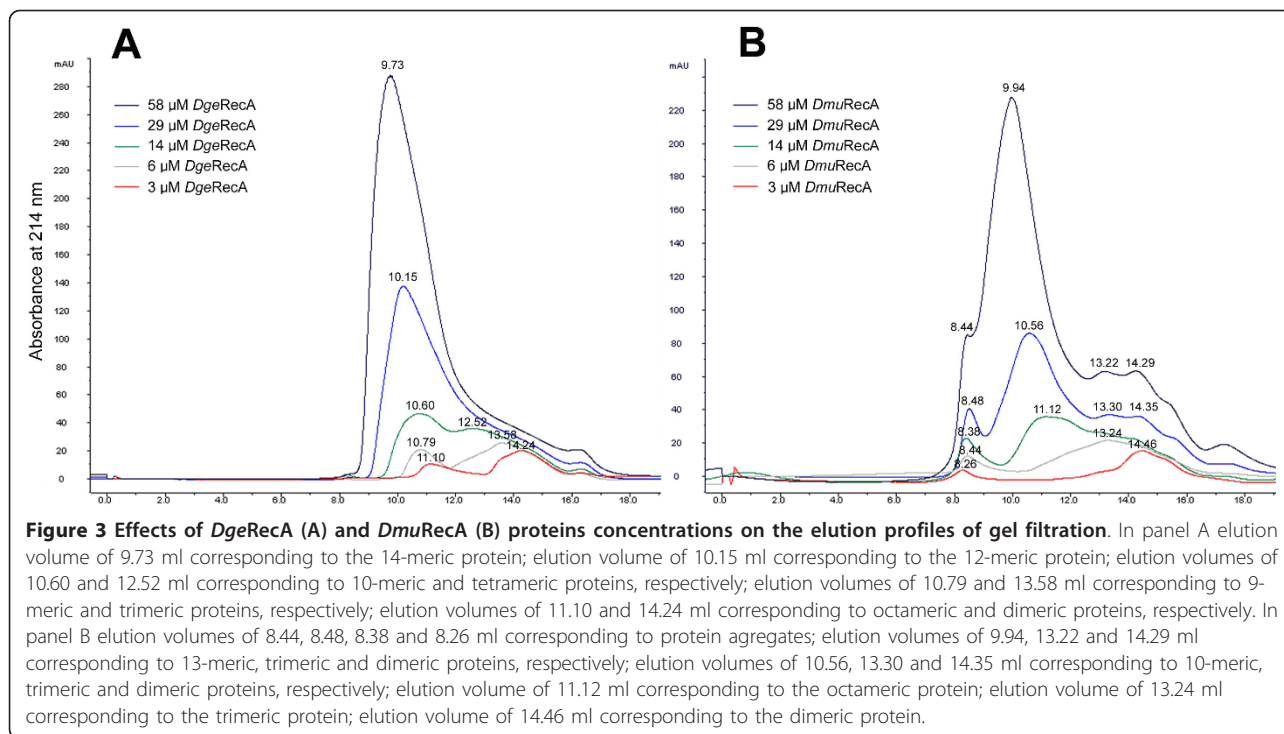 A
mAU
9.73
280
260
240
220
200
180
160
140
120
100
80
60
40
20
0
Absorbance at 214 nm
58 µM DgeRecA
29 µM DgeRecA
14 µM DgeRecA
6 µM DgeRecA
3 µM DgeRecA
10.15
10.60
12.52
13.58
10.79
14.24
11.10
0.0 2.0 4.0 6.0 8.0 10.0 12.0 14.0 16.0 18.0
B
mAU
9.94
220
200
180
160
140
120
100
80
60
40
20
0
58 µM DmuRecA
29 µM DmuRecA
14 µM DmuRecA
6 µM DmuRecA
3 µM DmuRecA
8.44
10.56
13.22 14.29
8.48
13.30 14.35
11.12
8.38
13.24
8.44
14.46
8.26
0.0 2.0 4.0 6.0 8.0 10.0 12.0 14.0 16.0 18.0
Figure 3 Effects of DgeRecA (A) and DmuRecA (B) proteins concentrations on the elution profiles of gel filtration. In panel A elution
volume of 9.73 ml corresponding to the 14-meric protein; elution volume of 10.15 ml corresponding to the 12-meric protein; elution volumes of
10.60 and 12.52 ml corresponding to 10-meric and tetrameric proteins, respectively; elution volumes of 10.79 and 13.58 ml corresponding to 9-
meric and trimeric proteins, respectively; elution volumes of 11.10 and 14.24 ml corresponding to octameric and dimeric proteins, respectively. In
panel B elution volumes of 8.44, 8.48, 8.38 and 8.26 ml corresponding to protein agregates; elution volumes of 9.94, 13.22 and 14.29 ml
corresponding to 13-meric, trimeric and dimeric proteins, respectively; elution volumes of 10.56, 13.30 and 14.35 ml corresponding to 10-meric,
trimeric and dimeric proteins, respectively; elution volume of 11.12 ml corresponding to the octameric protein; elution volume of 13.24 ml
corresponding to the trimeric protein; elution volume of 14.46 ml corresponding to the dimeric protein.